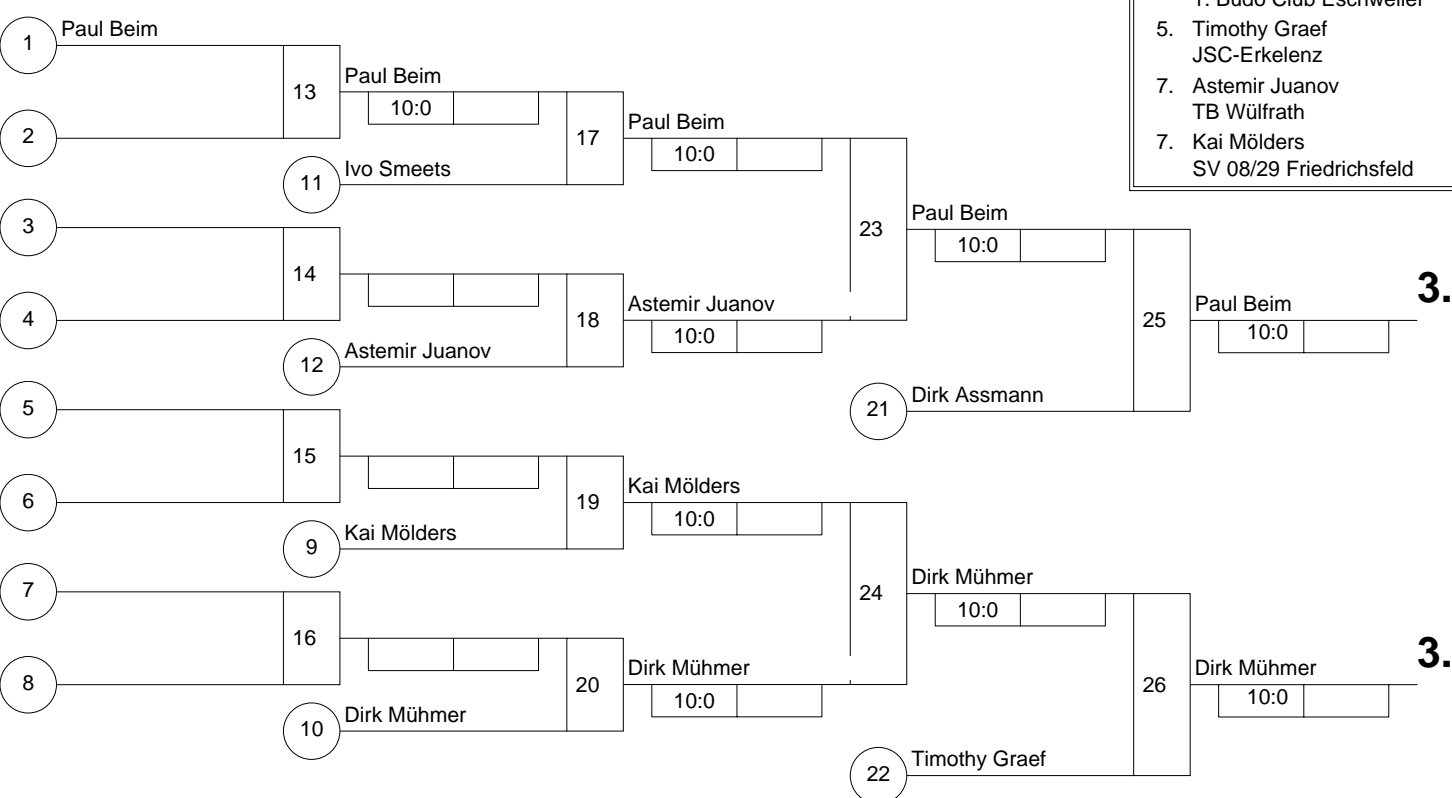 1. Budo Club Eschweiler
5. Timothy Graef
JSC-Erkelenz
7. Astemir Juanov
TB Wülfrath
7. Kai Mölders
SV 08/29 Friedrichsfeld
1 Paul Beim
13
Paul Beim
10:0
2
17
Paul Beim
10:0
11 Ivo Smeets
3
23
Paul Beim
10:0
14
4
18
Astemir Juanov
10:0
12 Astemir Juanov
25
Paul Beim
10:0
3.
21 Dirk Assmann
5
15
6
19
Kai Mölders
10:0
9 Kai Mölders
7
24
Dirk Mühmer
10:0
16
8
20
Dirk Mühmer
10:0
10 Dirk Mühmer
26
Dirk Mühmer
10:0
3.
22 Timothy Graef